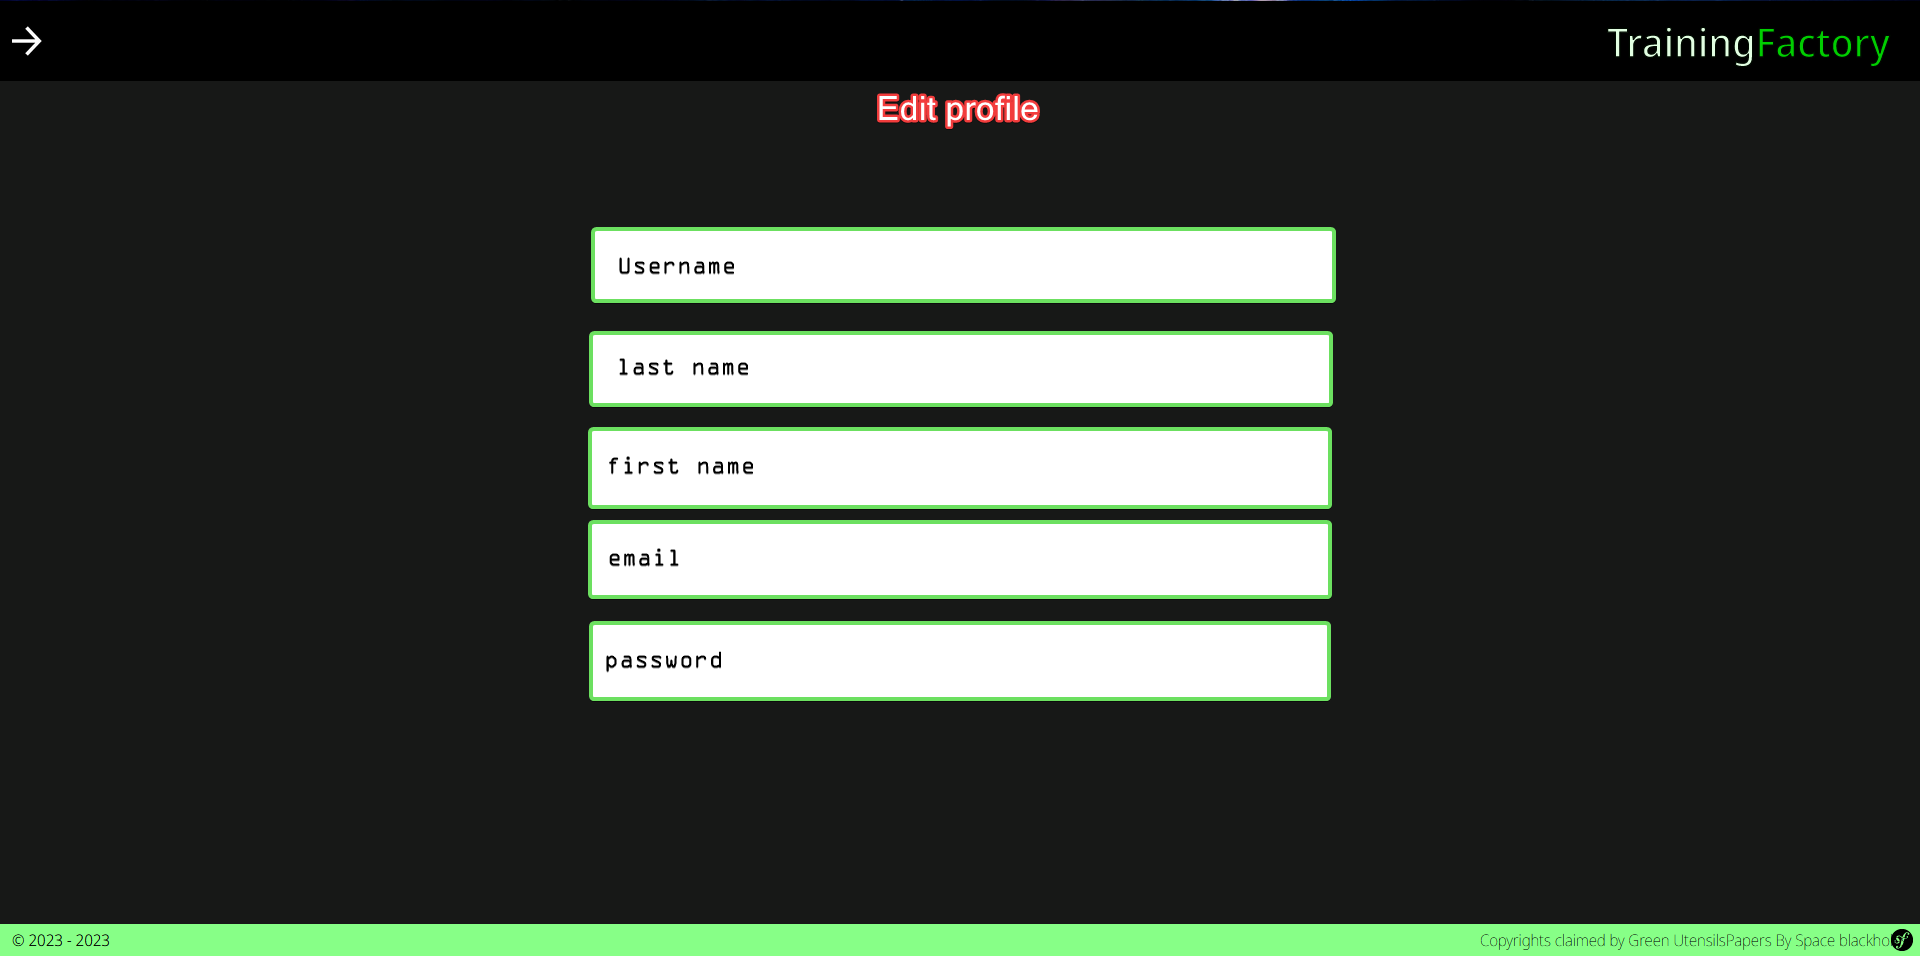 TrainingFactory
Edit profile
Username
last name
first name
email
password
© 2023 - 2023
Copyrights claimed by Green UtensilsPapers By Space